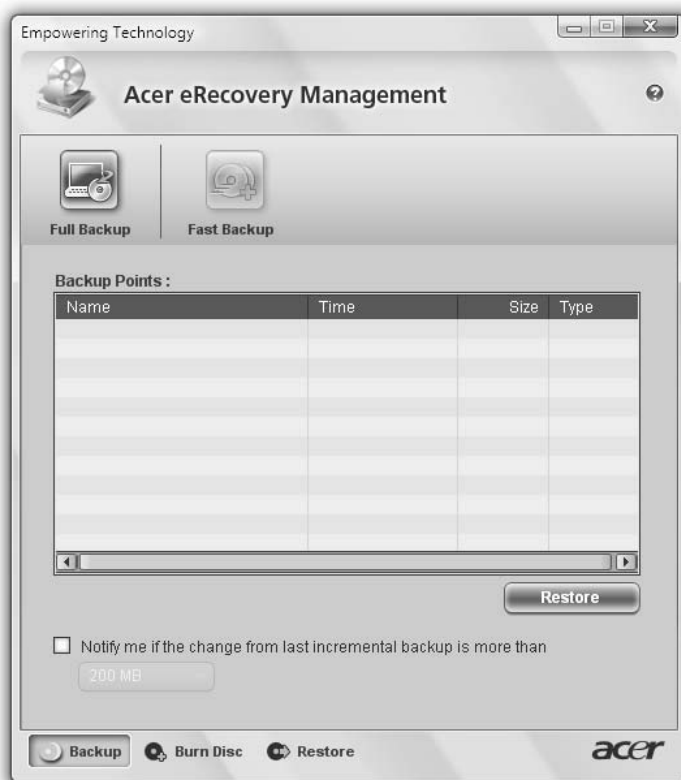 Empowering Technology
Acer eRecovery Management
Full Backup
Fast Backup
Backup Points :
Name Time Size Type
Restore
Notify me if the change from last incremental backup is more than
200 MB
Backup Burn Disc Restore acer